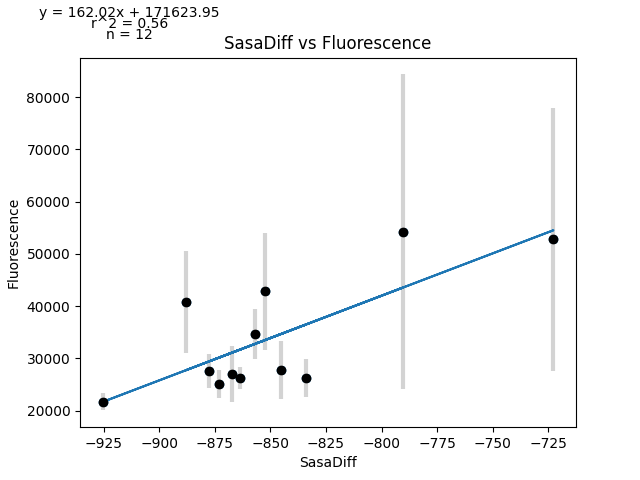 y = 162.02x + 171623.95
r^2 = 0.56
n = 12
SasaDiff vs Fluorescence
80000
70000
60000
50000
40000
30000
20000
Fluorescence
−925 −900 −875 −850 −825 −800 −775 −750 −725
SasaDiff